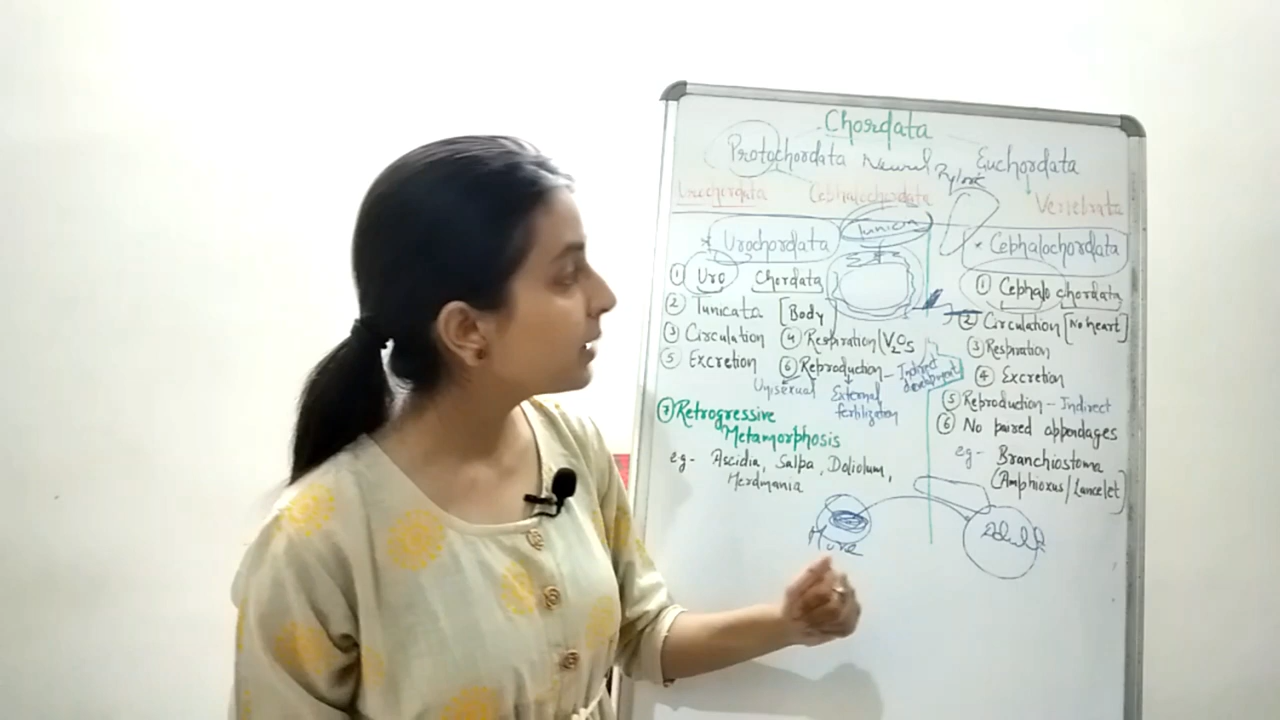 Chordata
Protochordata Neural Euchordata
Urochordata Cephalochordata Vertebrata
* Urochordata
① Uro Chordata
② Tunicata [Body
③ Circulation ④ Respiration (V₂O₅
⑤ Excretion ⑥ Reproduction - Indirect development
Unisexual External fertilization
⑦ Retrogressive
Metamorphosis
eg- Ascidia, Salpa, Doliolum,
Herdmania
Tunicin
* Cephalochordata
① Cephalo chordata
② Circulation [No heart]
③ Respiration
④ Excretion
⑤ Reproduction - Indirect
⑥ No paired appendages
eg- Branchiostoma
(Amphioxus/Lancelet)
Adult